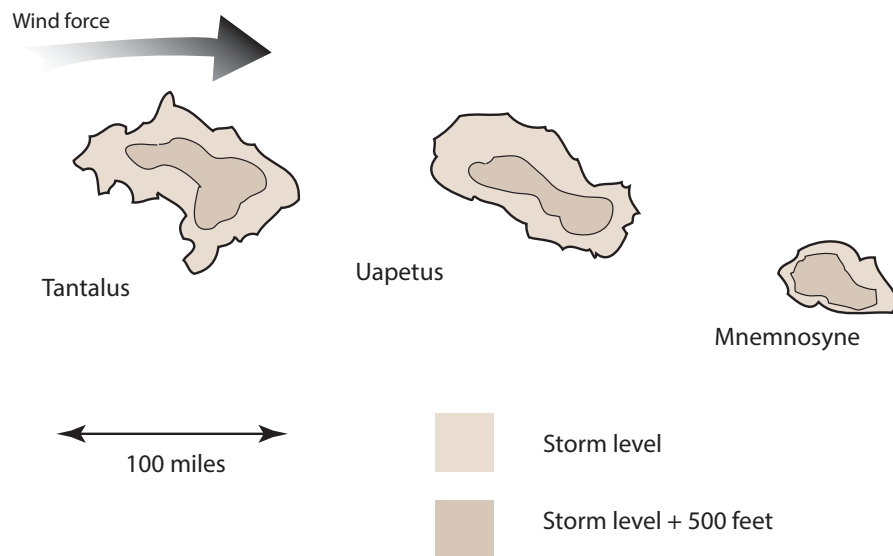 Wind force
Tantalus
Uapetus
Mnemnosyne
100 miles
Storm level
Storm level + 500 feet